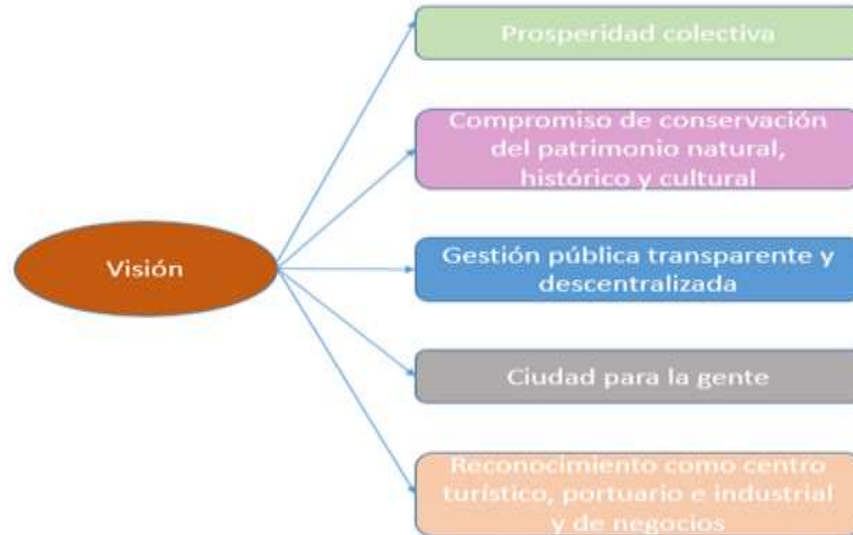 Prosperidad colectiva
Compromiso de conservación
del patrimonio natural,
histórico y cultural
Visión
Gestión pública transparente y
descentralizada
Ciudad para la gente
Reconocimiento como centro
turístico, portuario e industrial
y de negocios